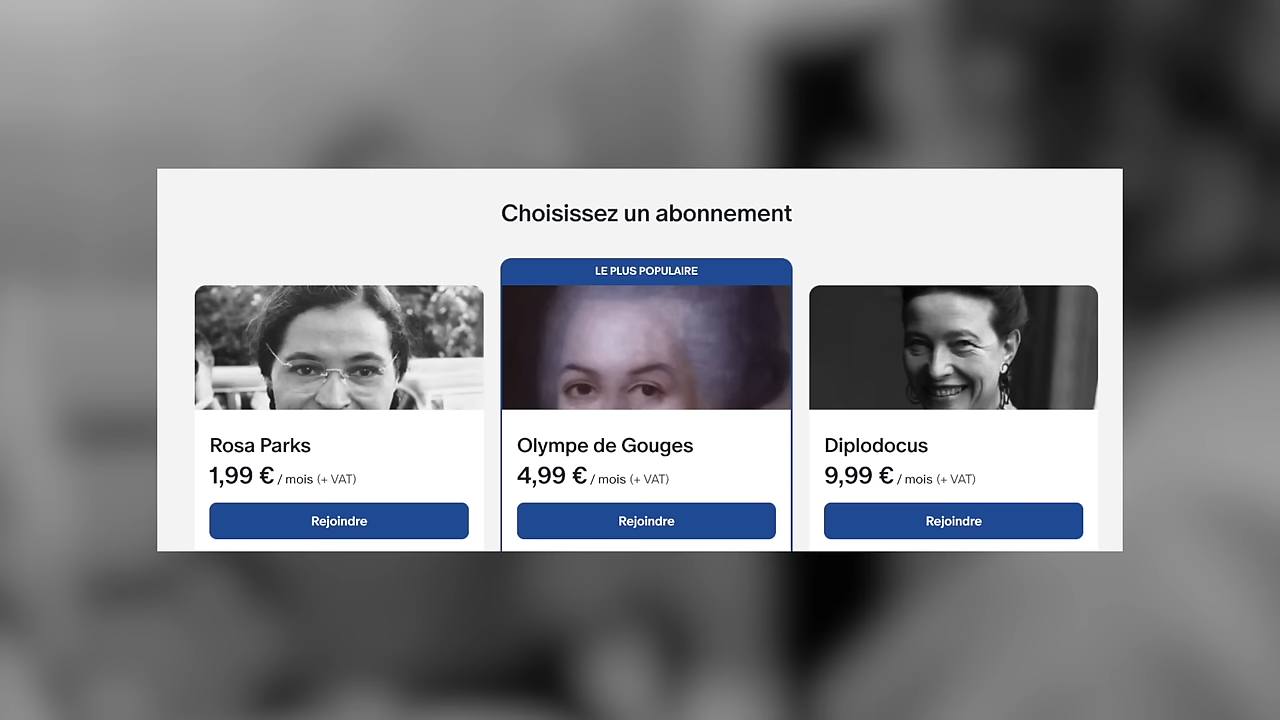 Choisissez un abonnement
LE PLUS POPULAIRE
Rosa Parks
1,99 € / mois (+ VAT)
Rejoindre
Olympe de Gouges
4,99 € / mois (+ VAT)
Rejoindre
Diplodocus
9,99 € / mois (+ VAT)
Rejoindre